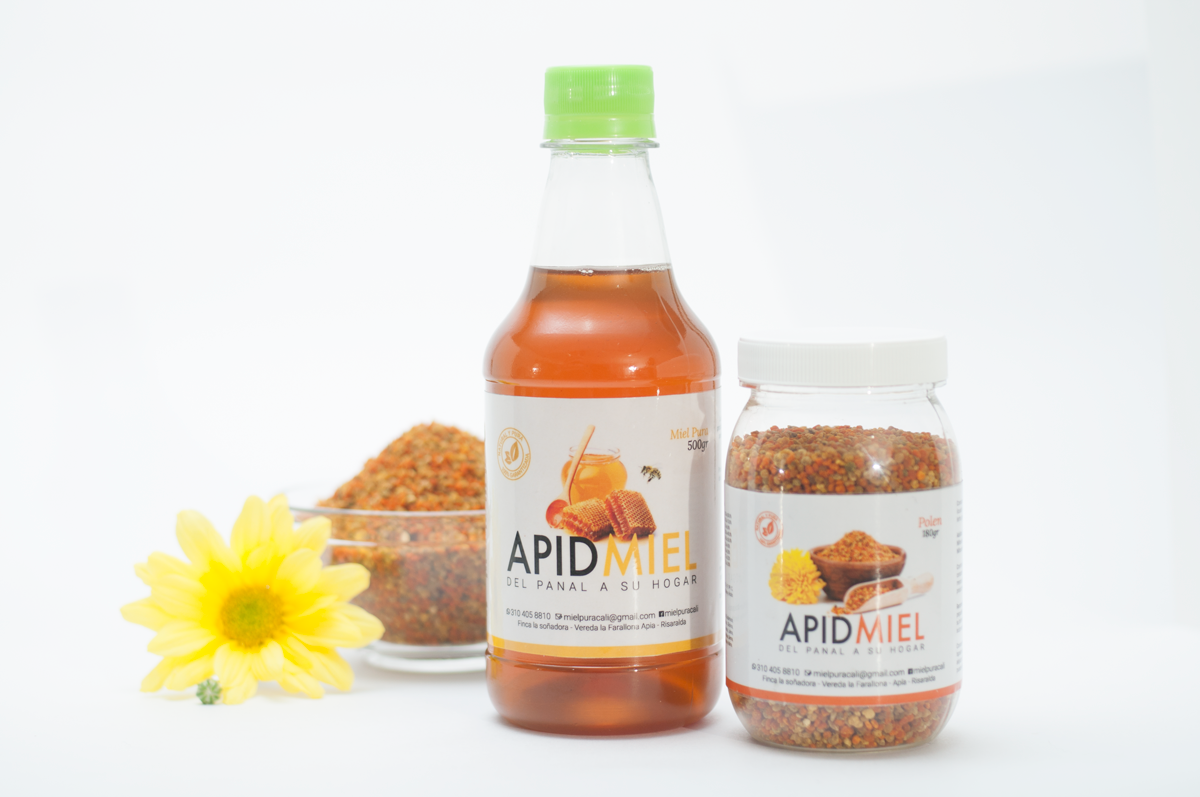 Miel Pura
500gr
APIDMIEL
DEL PANAL A SU HOGAR
310 405 8810 mielpuracali@gmail.com mielpuracali
Finca la soñadora - Vereda la Farallona Apia - Risaralda
Polen
180gr
APIDMIEL
DEL PANAL A SU HOGAR
310 405 8810 mielpuracali@gmail.com mielpuracali
Finca la soñadora - Vereda la Farallona - Apia - Risaralda